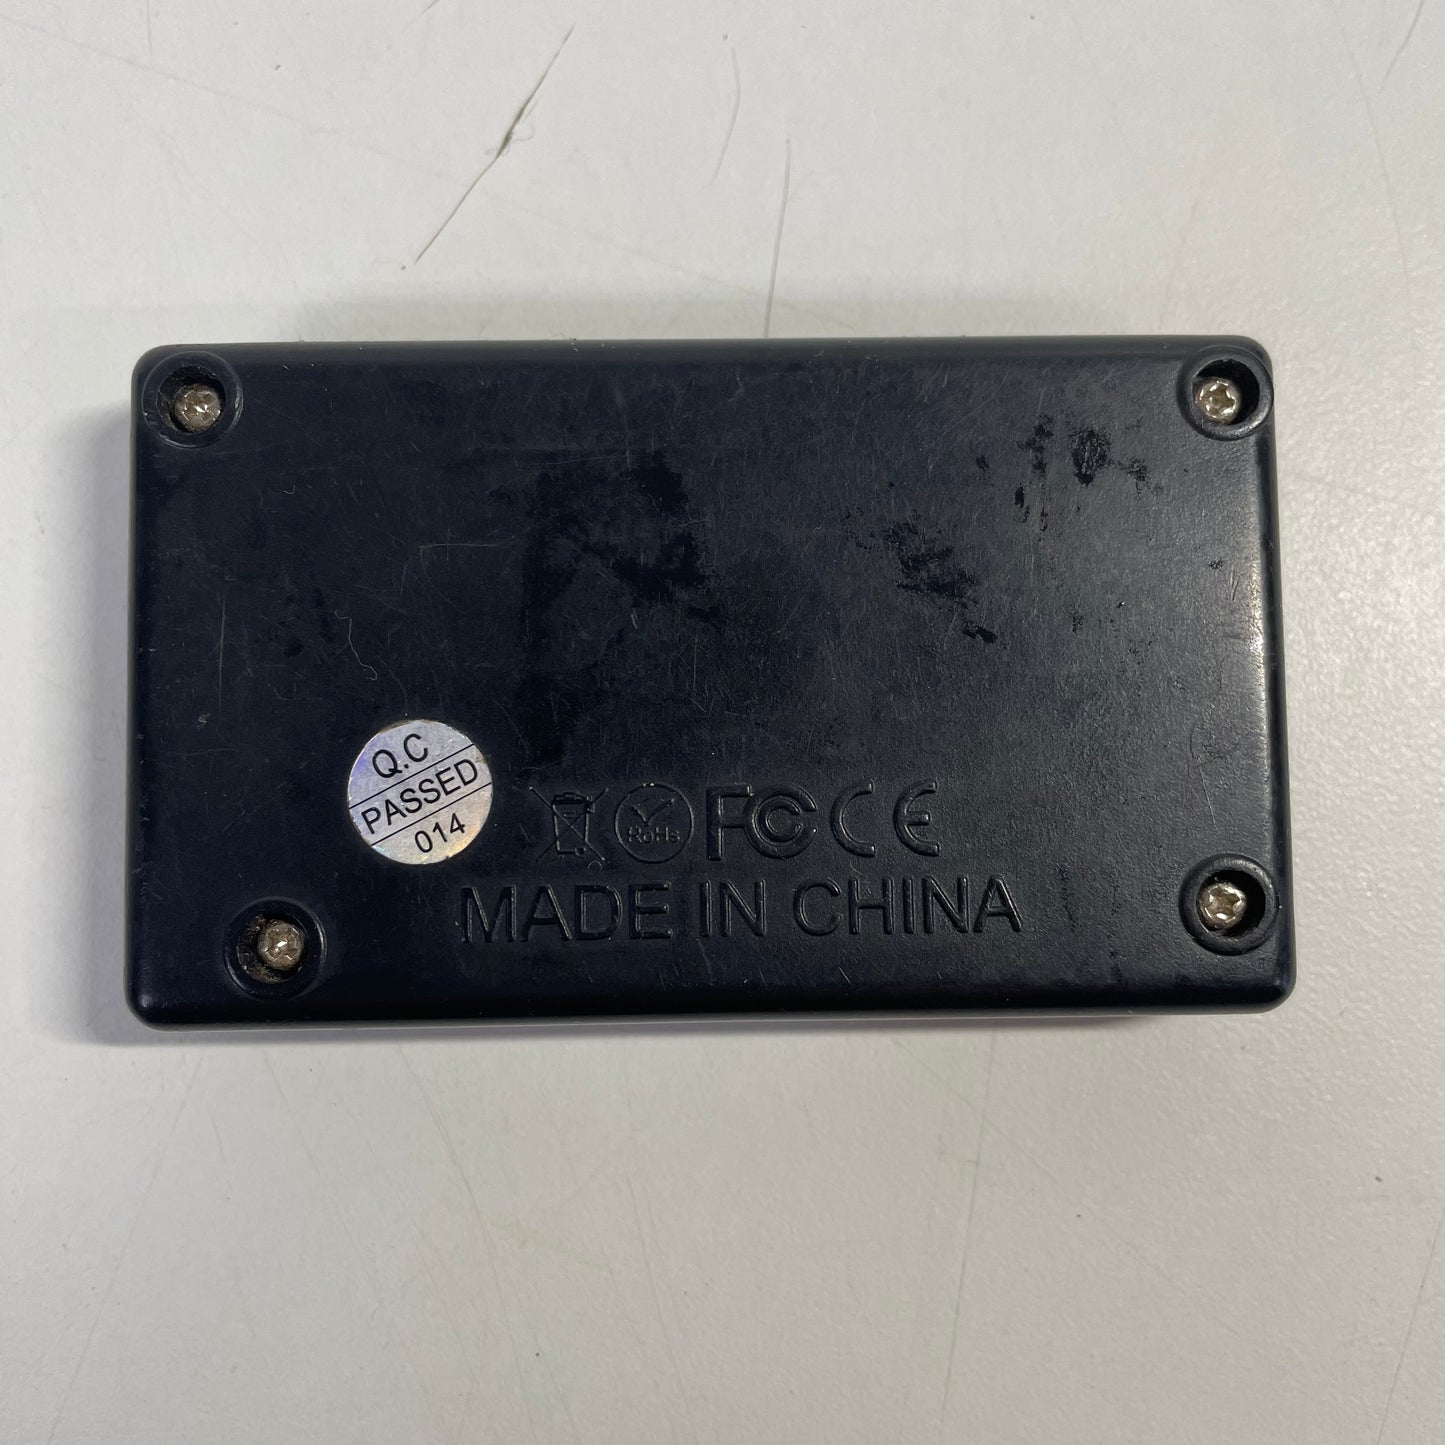 Q.C
PASSED
014
RoHs FC CE
MADE IN CHINA